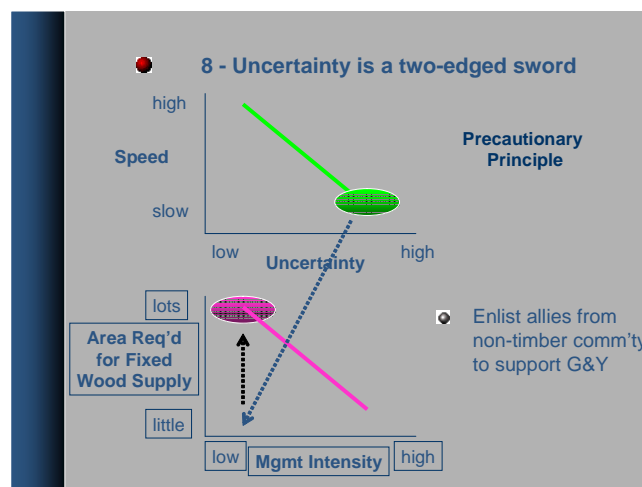 8 - Uncertainty is a two-edged sword
high
Speed
slow
low
high
Uncertainty
Precautionary
Principle
lots
Area Req'd
for Fixed
Wood Supply
little
low
Mgmt Intensity
high
Enlist allies from
non-timber comm'ty
to support G&Y